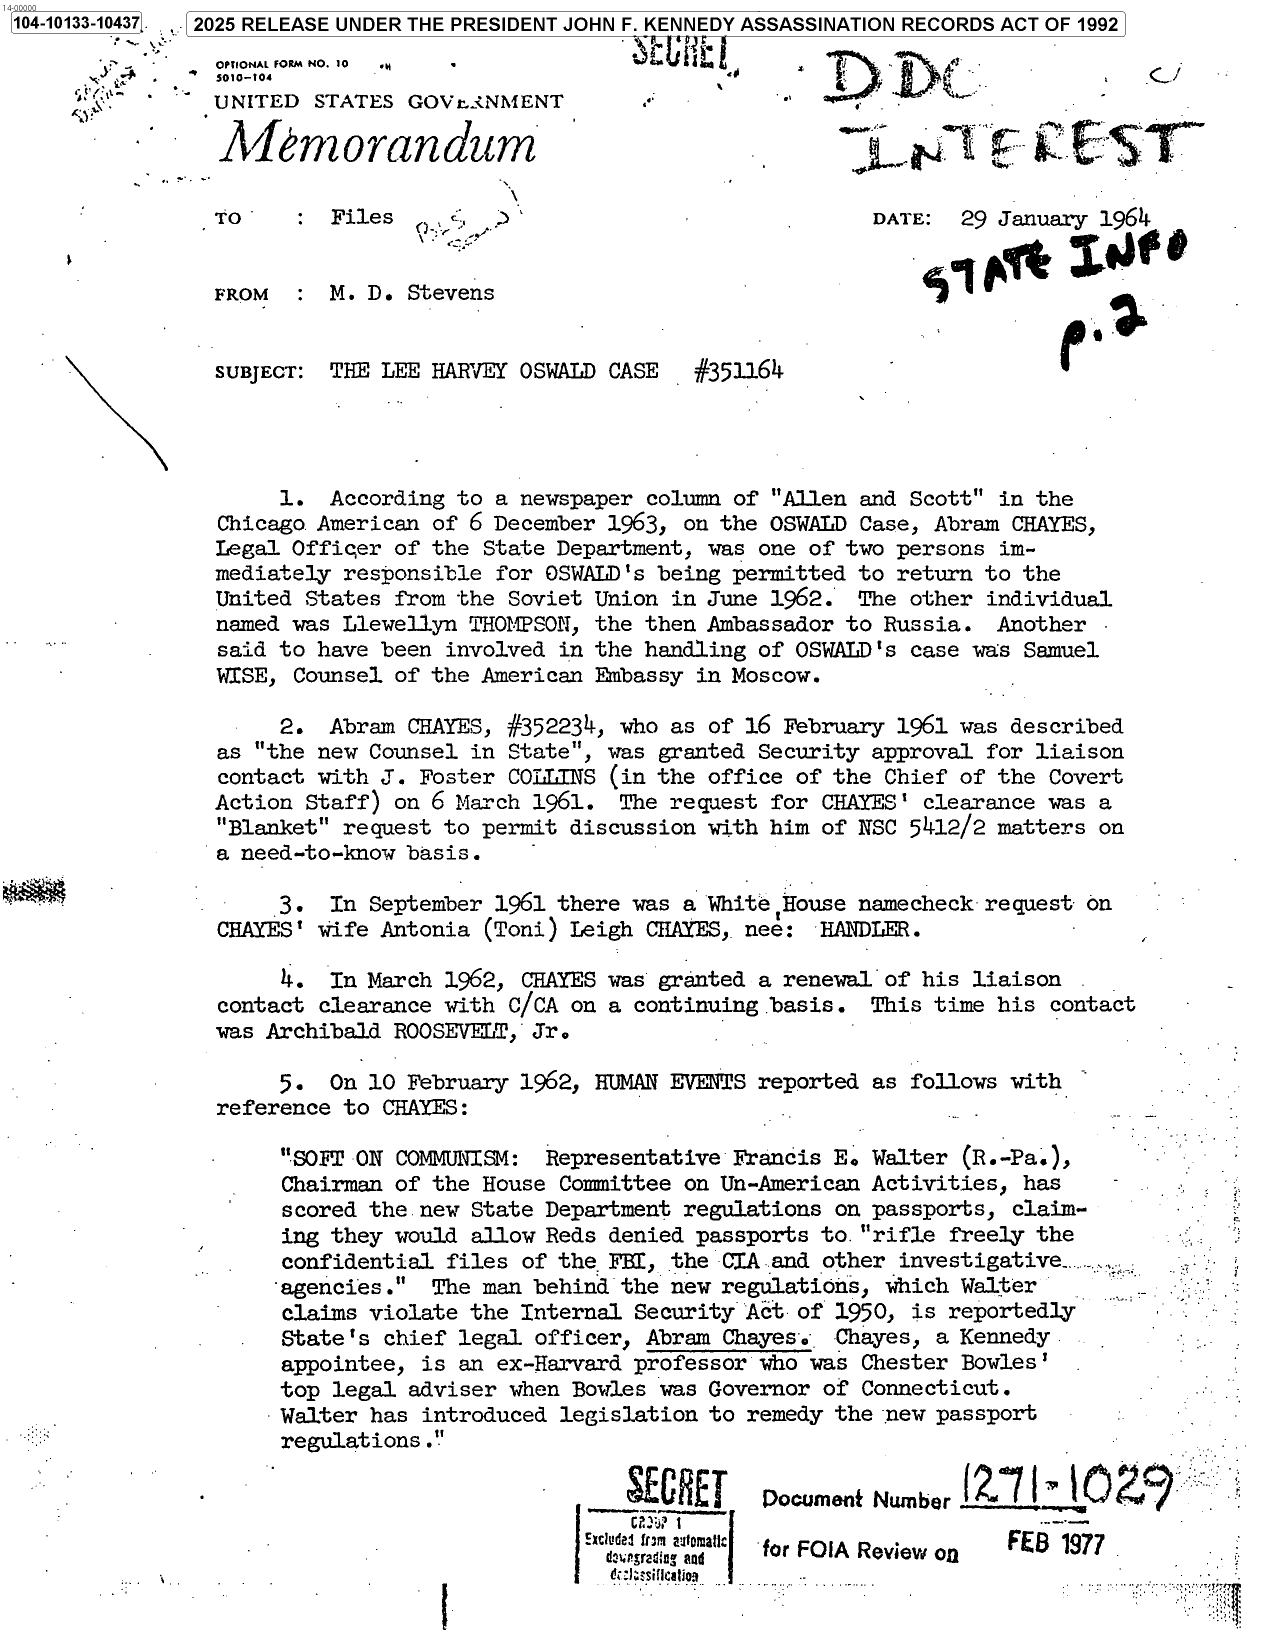 14-00000
104-10133-10437
2025 RELEASE UNDER THE PRESIDENT JOHN F. KENNEDY ASSASSINATION RECORDS ACT OF 1992
SECRET
OPTIONAL FORM NO. 10
5010-104
UNITED STATES GOVERNMENT
Memorandum
DDC
INTEREST
TO : Files
DATE: 29 January 1964
STATE INFO
p.2
FROM : M. D. Stevens
SUBJECT: THE LEE HARVEY OSWALD CASE #351164
1. According to a newspaper column of "Allen and Scott" in the
Chicago American of 6 December 1963, on the OSWALD Case, Abram CHAYES,
Legal Officer of the State Department, was one of two persons im-
mediately responsible for OSWALD's being permitted to return to the
United States from the Soviet Union in June 1962. The other individual
named was Llewellyn THOMPSON, the then Ambassador to Russia. Another
said to have been involved in the handling of OSWALD's case was Samuel
WISE, Counsel of the American Embassy in Moscow.
2. Abram CHAYES, #352234, who as of 16 February 1961 was described
as "the new Counsel in State", was granted Security approval for liaison
contact with J. Foster COLLINS (in the office of the Chief of the Covert
Action Staff) on 6 March 1961. The request for CHAYES' clearance was a
"Blanket" request to permit discussion with him of NSC 5412/2 matters on
a need-to-know basis.
3. In September 1961 there was a White House namecheck request on
CHAYES' wife Antonia (Toni) Leigh CHAYES, neé: HANDLER.
4. In March 1962, CHAYES was granted a renewal of his liaison
contact clearance with C/CA on a continuing basis. This time his contact
was Archibald ROOSEVELT, Jr.
5. On 10 February 1962, HUMAN EVENTS reported as follows with
reference to CHAYES:
"SOFT ON COMMUNISM: Representative Francis E. Walter (R.-Pa.),
Chairman of the House Committee on Un-American Activities, has
scored the new State Department regulations on passports, claim-
ing they would allow Reds denied passports to "rifle freely the
confidential files of the FBI, the CIA and other investigative
agencies." The man behind the new regulations, which Walter
claims violate the Internal Security Act of 1950, is reportedly
State's chief legal officer, Abram Chayes. Chayes, a Kennedy
appointee, is an ex-Harvard professor who was Chester Bowles'
top legal adviser when Bowles was Governor of Connecticut.
Walter has introduced legislation to remedy the new passport
regulations."
SECRET
GROUP 1
Excluded from automatic
downgrading and
declassification
Document Number 1271-1029
for FOIA Review on FEB 1977